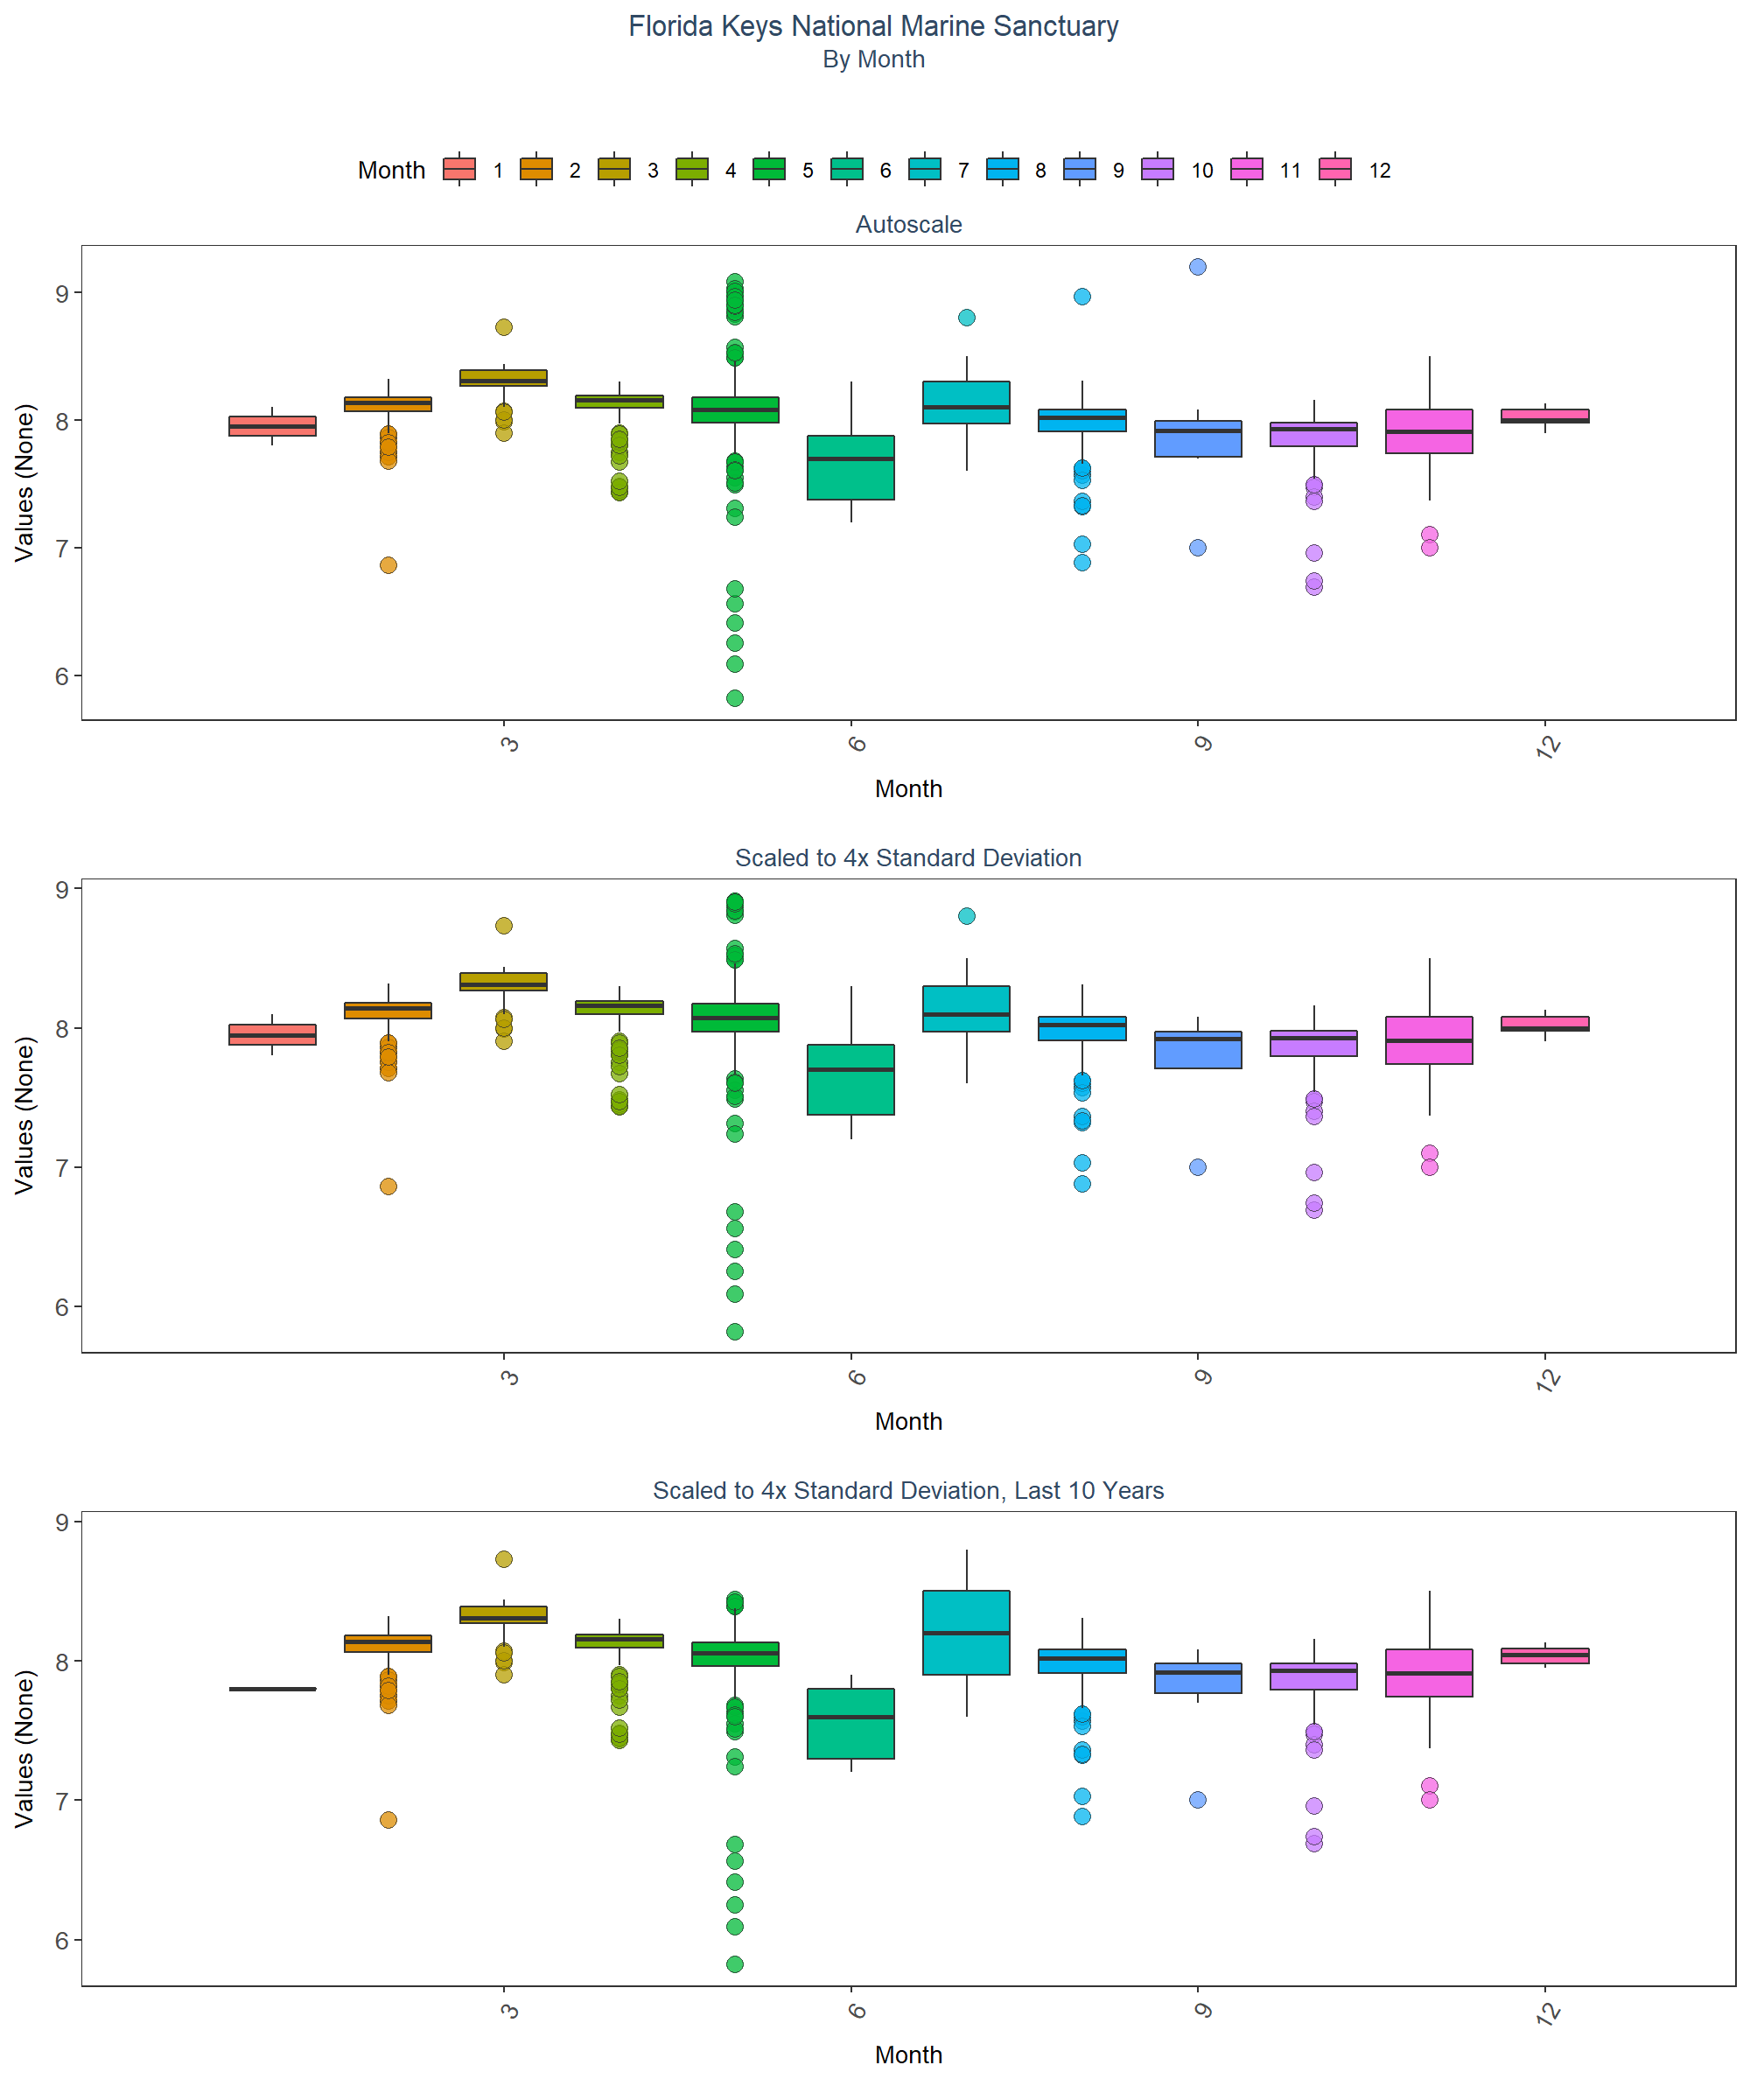 Florida Keys National Marine Sanctuary
By Month
Month 1 2 3 4 5 6 7 8 9 10 11 12
Autoscale
Values (None)
9
8
7
6
3 6 9 12
Month
Scaled to 4x Standard Deviation
Values (None)
9
8
7
6
3 6 9 12
Month
Scaled to 4x Standard Deviation, Last 10 Years
Values (None)
9
8
7
6
3 6 9 12
Month